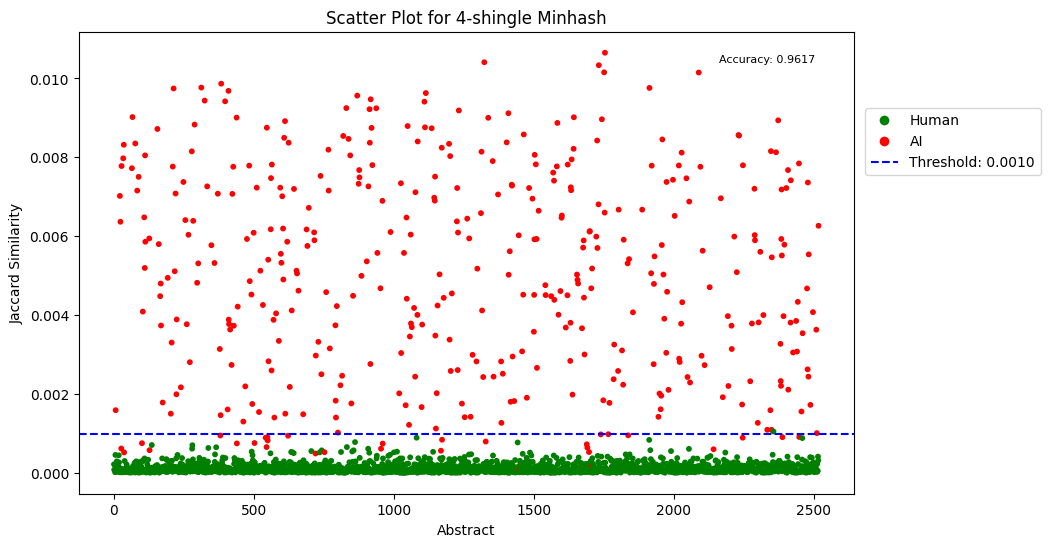 Scatter Plot for 4-shingle Minhash
Accuracy: 0.9617
Human
AI
Threshold: 0.0010
Jaccard Similarity
0.010
0.008
0.006
0.004
0.002
0.000
0
500
1000
1500
2000
2500
Abstract